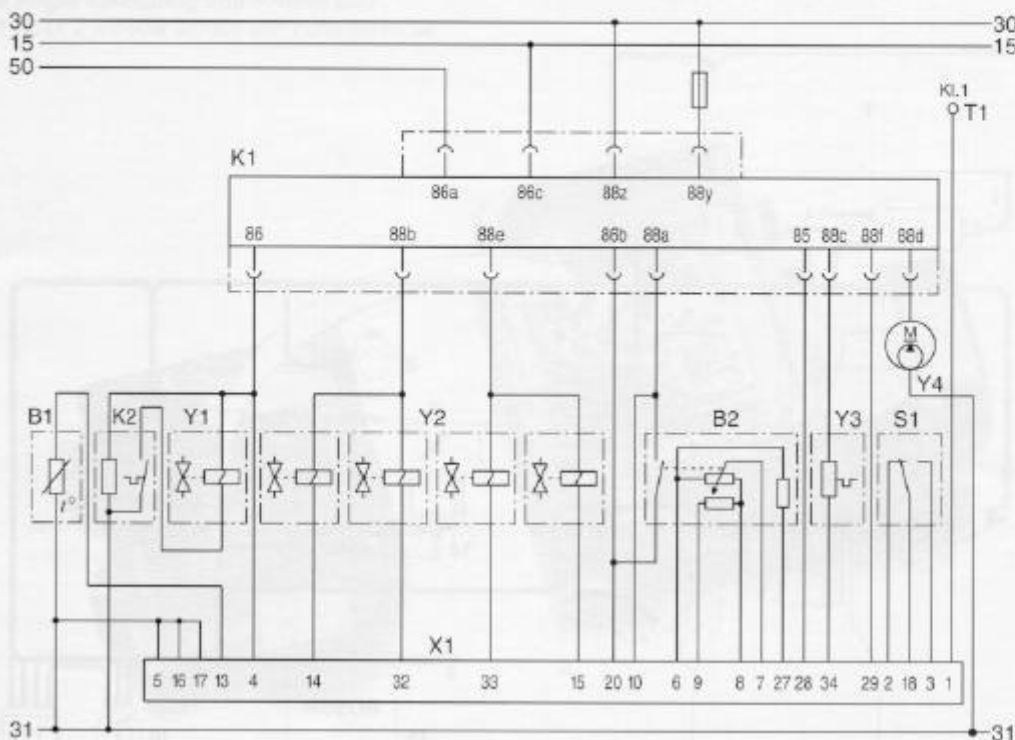 30 30
15 15
50
Kl.1
T1
K1
86a 86c 88z 88y
86 88b 88e 86b 88a 85 88c 88f 88d
M
Y4
B1 K2 Y1 Y2 B2 Y3 S1
X1
5 16 17 13 4 14 32 33 15 20 10 6 9 8 7 27 28 34 29 2 18 3 1
31 31